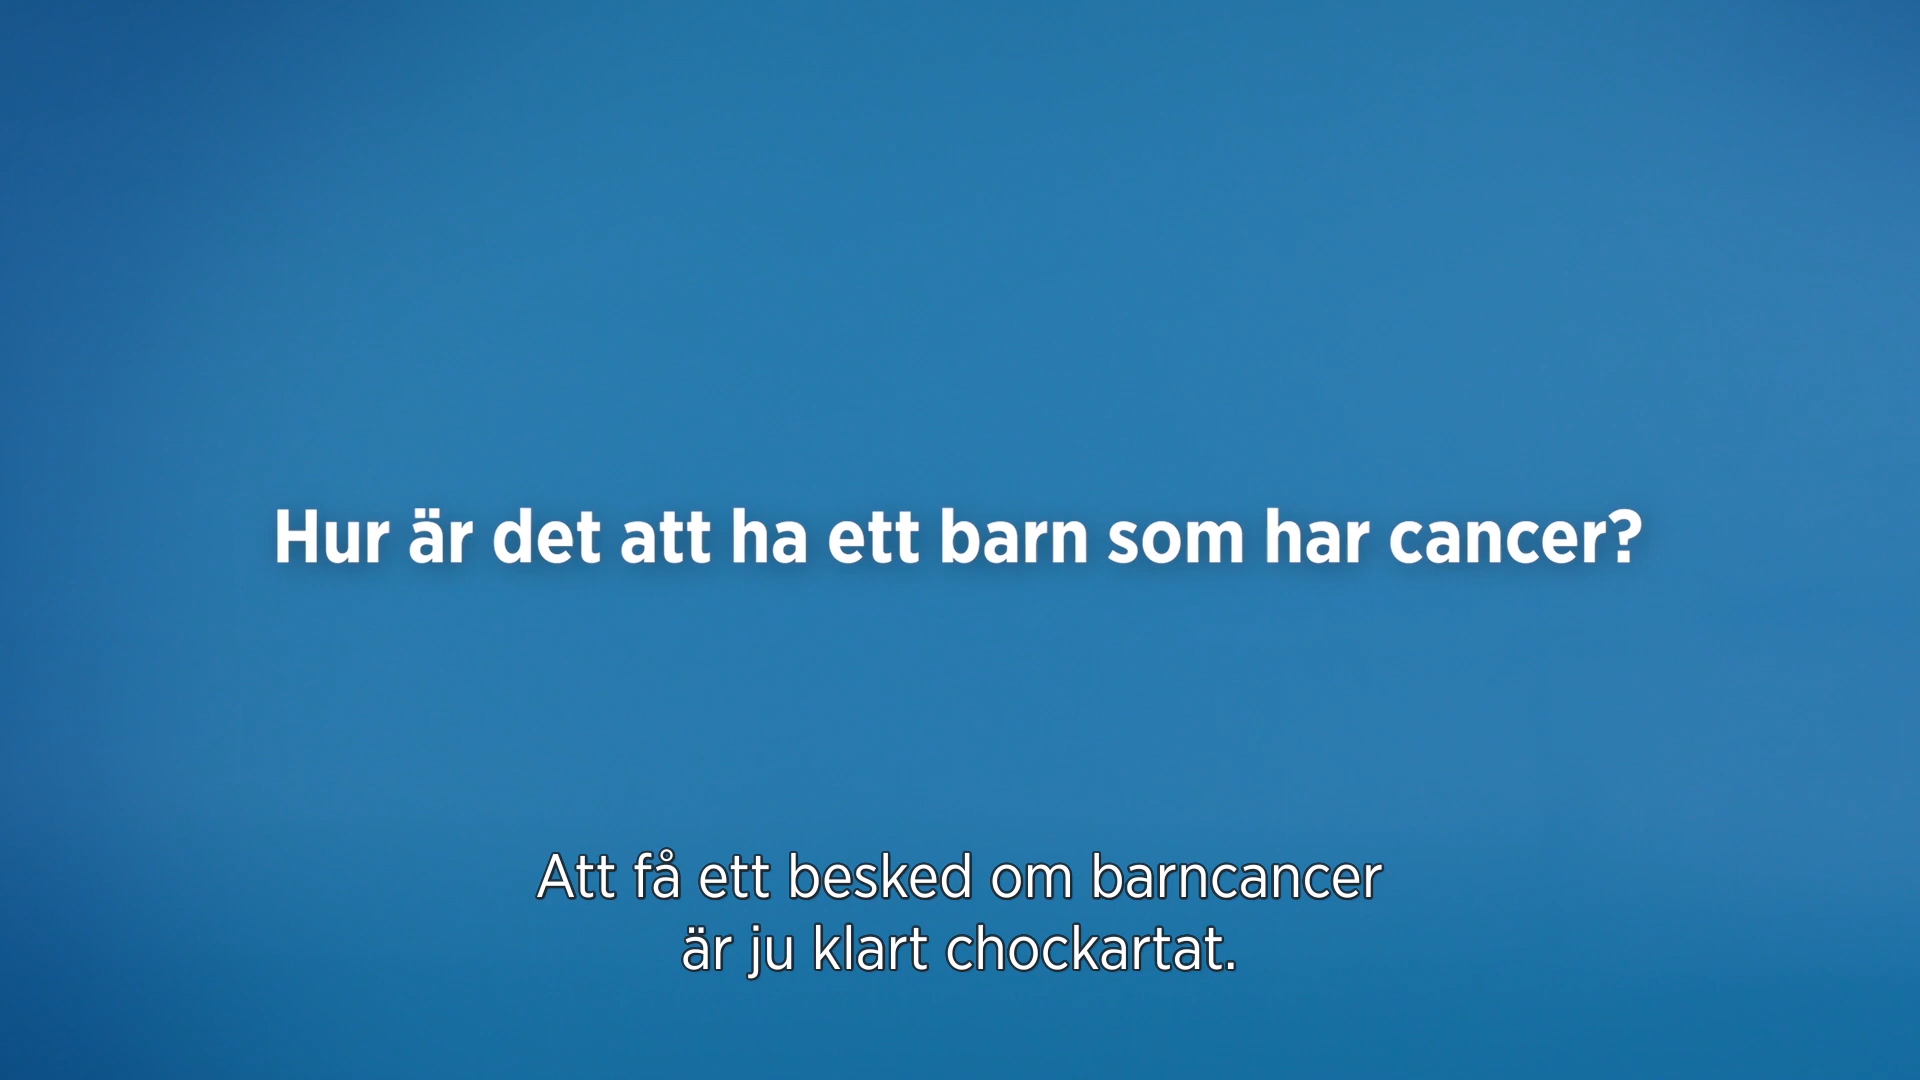 Hur är det att ha ett barn som har cancer?
Att få ett besked om barncancer
är ju klart chockartat.